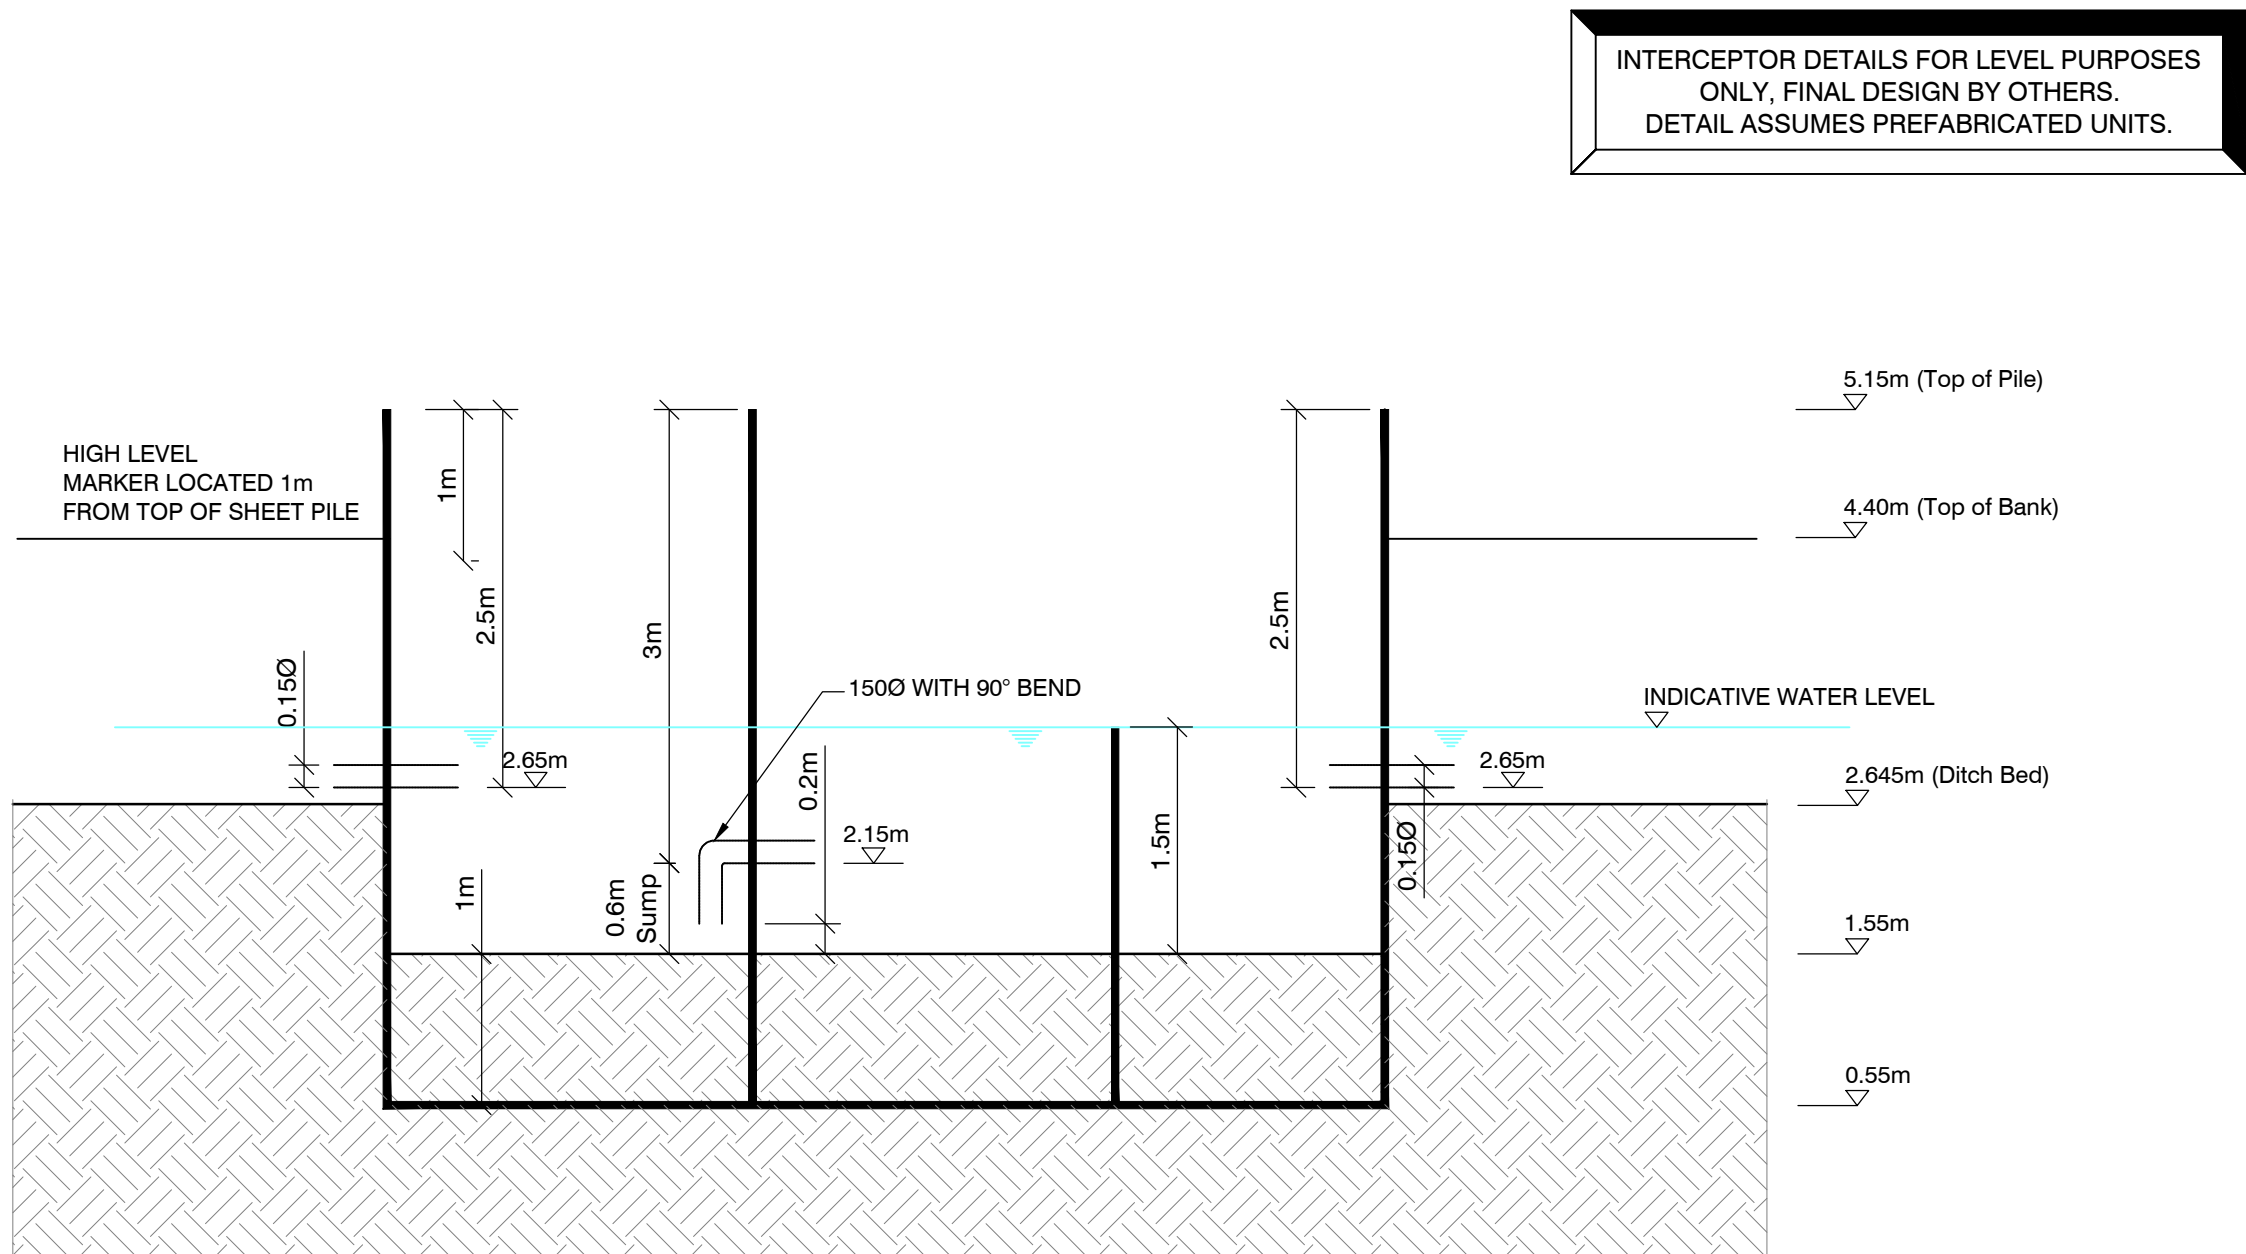 INTERCEPTOR DETAILS FOR LEVEL PURPOSES
ONLY, FINAL DESIGN BY OTHERS.
DETAIL ASSUMES PREFABRICATED UNITS.
5.15m (Top of Pile)
HIGH LEVEL
MARKER LOCATED 1m
FROM TOP OF SHEET PILE
1m
4.40m (Top of Bank)
2.5m
3m
2.5m
0.15Ø
150Ø WITH 90° BEND
INDICATIVE WATER LEVEL
2.65m
0.2m
2.65m
2.645m (Ditch Bed)
2.15m
1.5m
0.15Ø
1m
0.6m
Sump
1.55m
0.55m